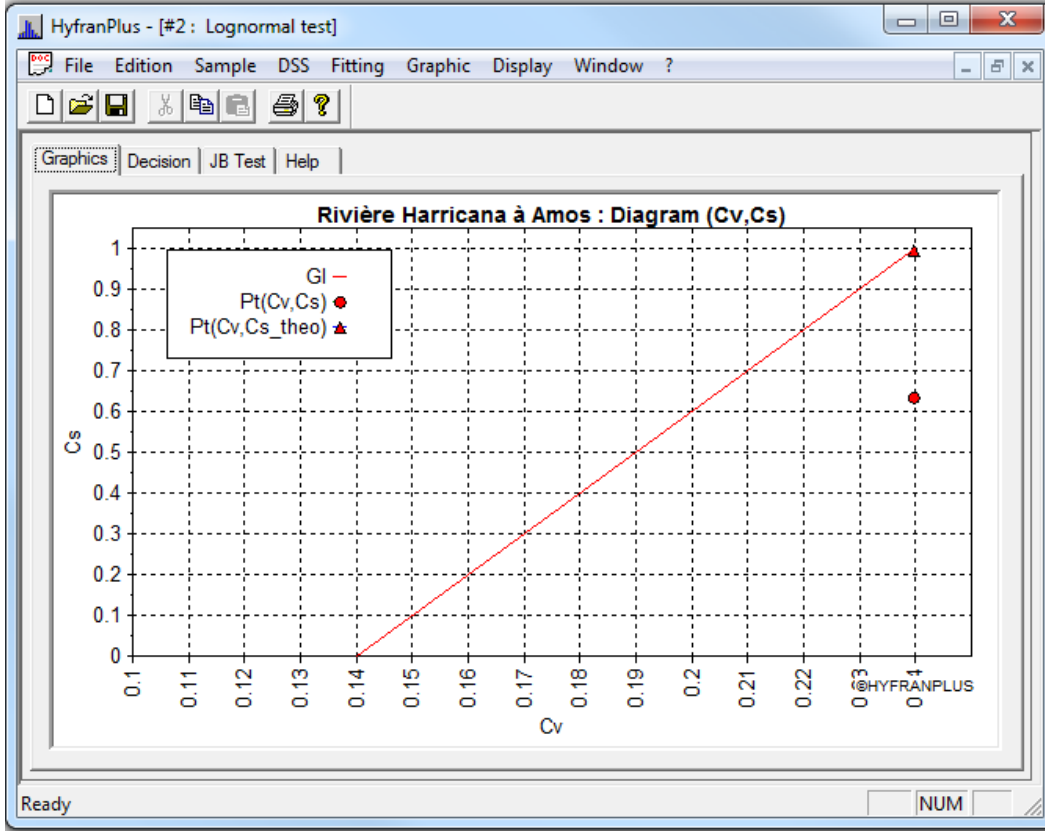 HyfranPlus - [#2 : Lognormal test]
DOC File Edition Sample DSS Fitting Graphic Display Window ?
Graphics Decision JB Test Help
Rivière Harricana à Amos : Diagram (Cv,Cs)
GI
Pt(Cv,Cs)
Pt(Cv,Cs_theo)
Cs
1
0.9
0.8
0.7
0.6
0.5
0.4
0.3
0.2
0.1
0
0.1 0.11 0.12 0.13 0.14 0.15 0.16 0.17 0.18 0.19 0.2 0.21 0.22 0.23 0.24
©HYFRANPLUS
Cv
Ready NUM